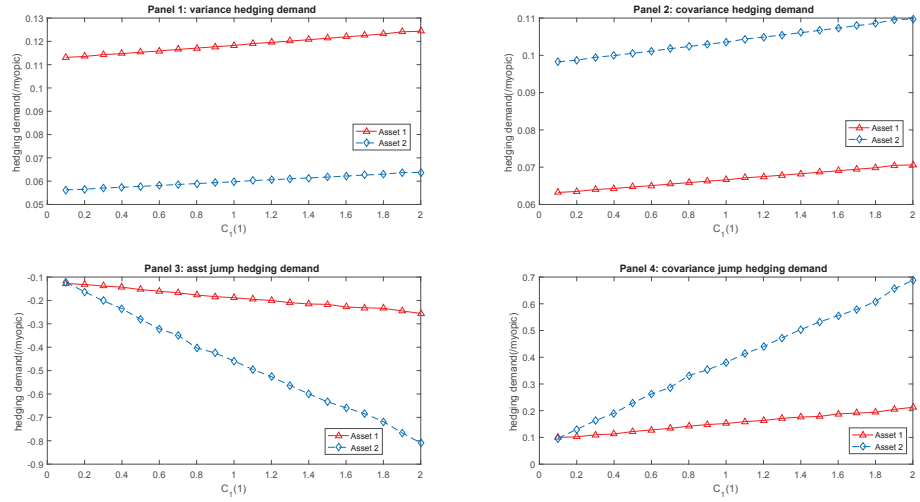 Panel 1: variance hedging demand
hedging demand(/myopic)
0.13
0.12
0.11
0.1
0.09
0.08
0.07
0.06
0.05
Asset 1
Asset 2
0 0.2 0.4 0.6 0.8 1 1.2 1.4 1.6 1.8 2
C1(1)
Panel 2: covariance hedging demand
hedging demand(/myopic)
0.11
0.1
0.09
0.08
0.07
0.06
Asset 1
Asset 2
0 0.2 0.4 0.6 0.8 1 1.2 1.4 1.6 1.8 2
C1(1)
Panel 3: asst jump hedging demand
hedging demand(/myopic)
-0.1
-0.2
-0.3
-0.4
-0.5
-0.6
-0.7
-0.8
-0.9
Asset 1
Asset 2
0 0.2 0.4 0.6 0.8 1 1.2 1.4 1.6 1.8 2
C1(1)
Panel 4: covariance jump hedging demand
hedging demand(/myopic)
0.7
0.6
0.5
0.4
0.3
0.2
0.1
0
Asset 1
Asset 2
0 0.2 0.4 0.6 0.8 1 1.2 1.4 1.6 1.8 2
C1(1)